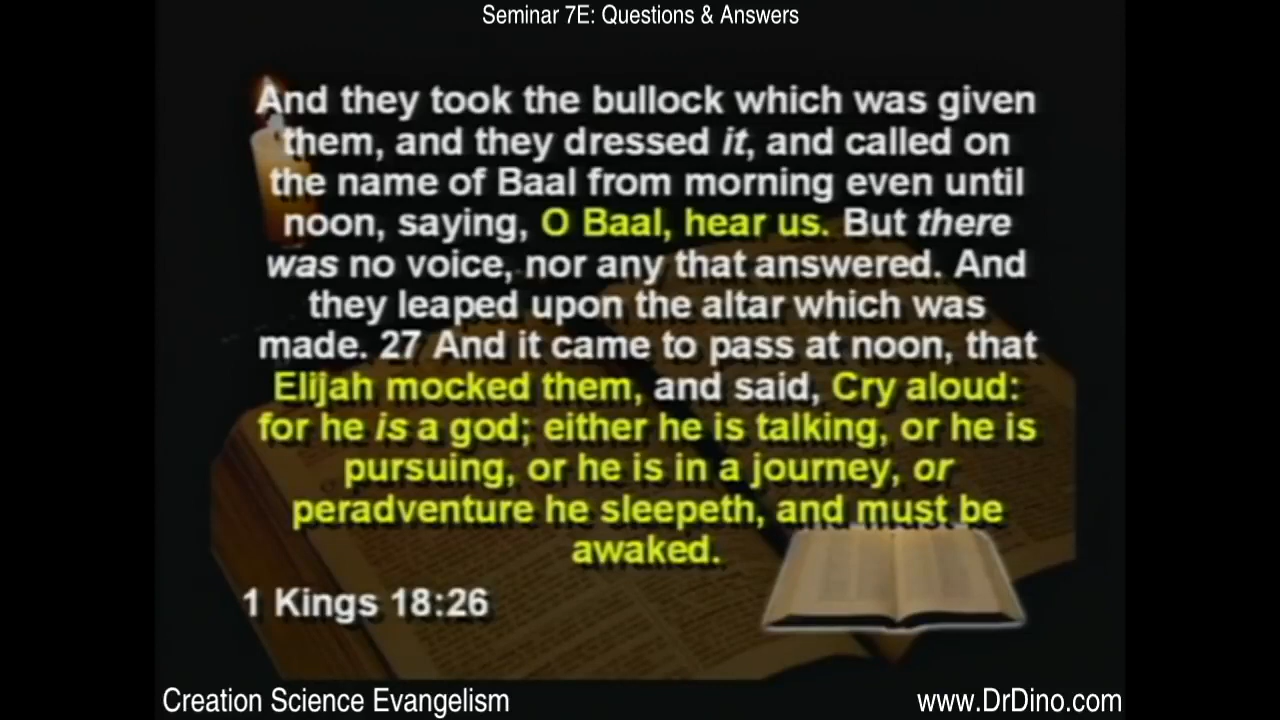 Seminar 7E: Questions & Answers
And they took the bullock which was given
them, and they dressed it, and called on
the name of Baal from morning even until
noon, saying, O Baal, hear us. But there
was no voice, nor any that answered. And
they leaped upon the altar which was
made. 27 And it came to pass at noon, that
Elijah mocked them, and said, Cry aloud:
for he is a god; either he is talking, or he is
pursuing, or he is in a journey, or
peradventure he sleepeth, and must be
awaked.
1 Kings 18:26
Creation Science Evangelism
www.DrDino.com